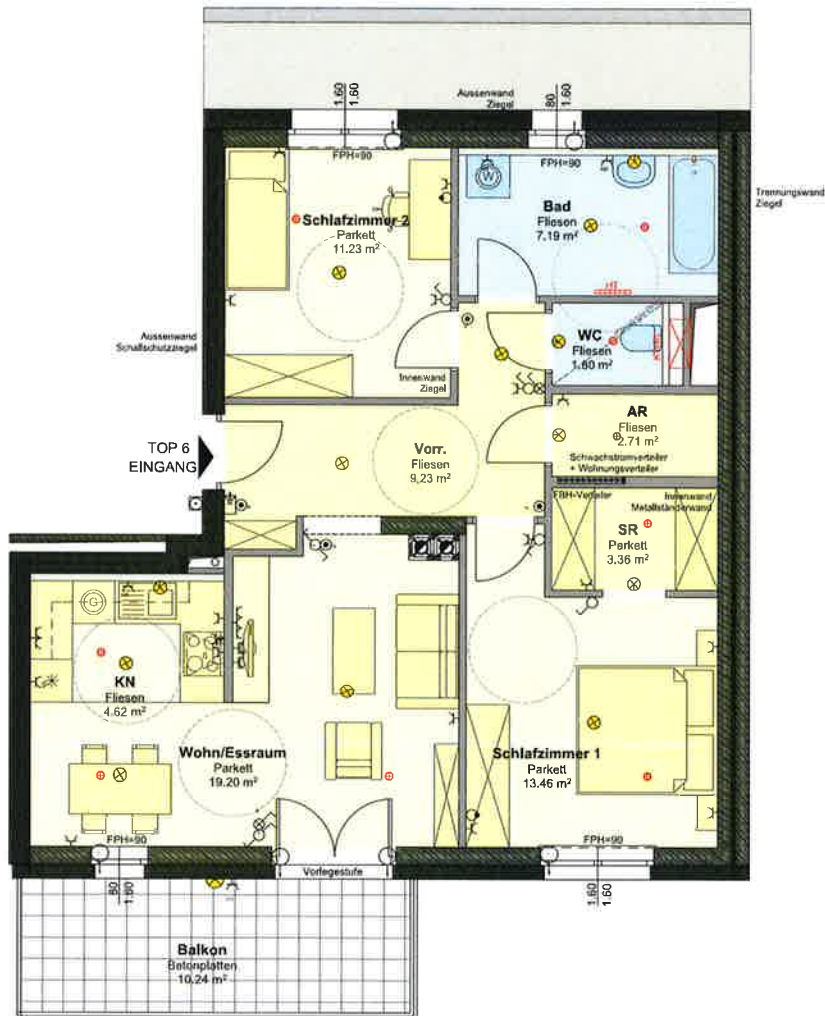 1.60
1.60
Aussenwand
Ziegel
80
1.60
FPH=90
FPH=90
W
Trennungswand
Ziegel
Schlafzimmer 2
Parkett
11.23 m²
Bad
Fliesen
7.19 m²
Aussenwand
Schallschutzziegel
WC
Fliesen
1.60 m²
Innenwand
Ziegel
AR
Fliesen
2.71 m²
TOP 6
EINGANG
Vorr.
Fliesen
9.23 m²
Schwachstromverteiler
+ Wohnungsverteiler
FBH-Verteiler
Innenwand
Metallständerwand
SR
Parkett
3.36 m²
G
KN
Fliesen
4.62 m²
Wohn/Essraum
Parkett
19.20 m²
Schlafzimmer 1
Parkett
13.46 m²
FPH=90
FPH=90
Vorlegestufe
80
1.60
1.60
1.60
Balkon
Betonplatten
10.24 m²